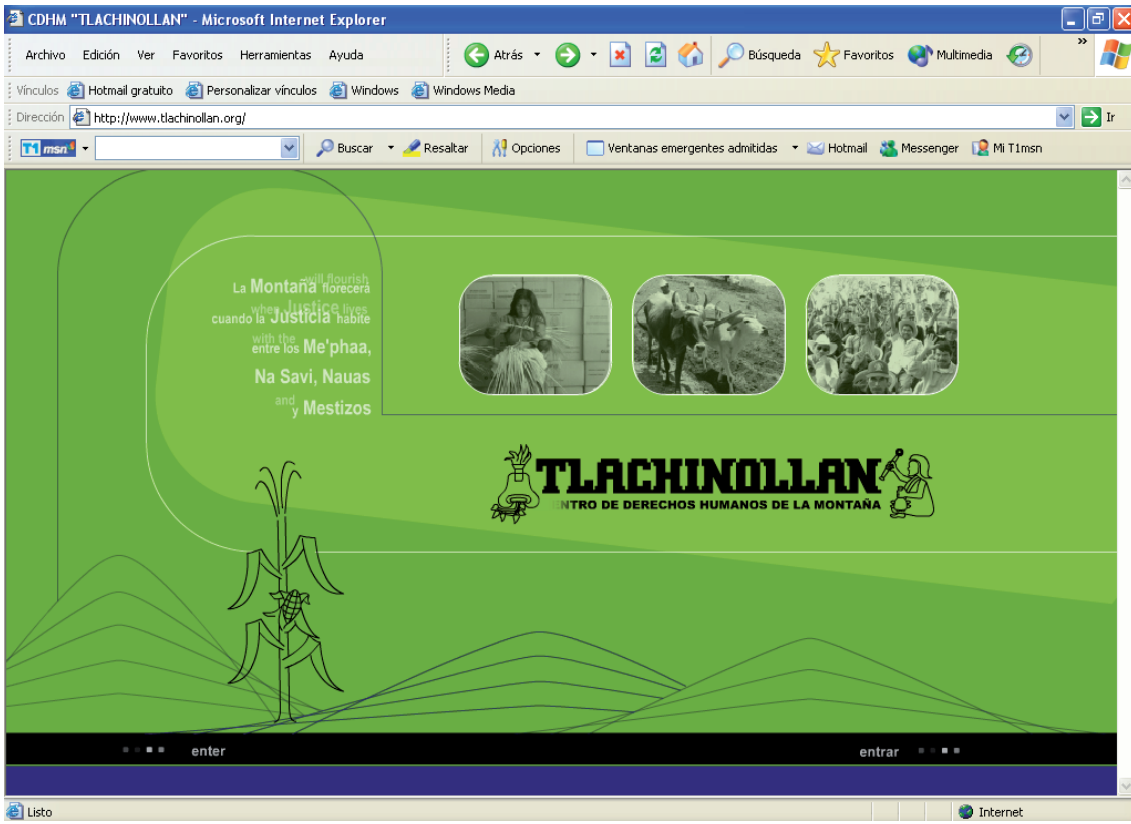 CDHM "TLACHINOLLAN" - Microsoft Internet Explorer
Archivo Edición Ver Favoritos Herramientas Ayuda Atrás Búsqueda Favoritos Multimedia »
Vínculos Hotmail gratuito Personalizar vínculos Windows Windows Media
Dirección http://www.tlachinollan.org/ Ir
T1 msn Buscar Resaltar Opciones Ventanas emergentes admitidas Hotmail Messenger Mi T1msn
will flourish
La Montaña florecerá
when Justice lives
cuando la Justicia habite
with the
entre los Me'phaa,
Na Savi, Nauas
and
y Mestizos
TLACHINOLLAN
NTRO DE DERECHOS HUMANOS DE LA MONTAÑA
enter entrar
Listo Internet